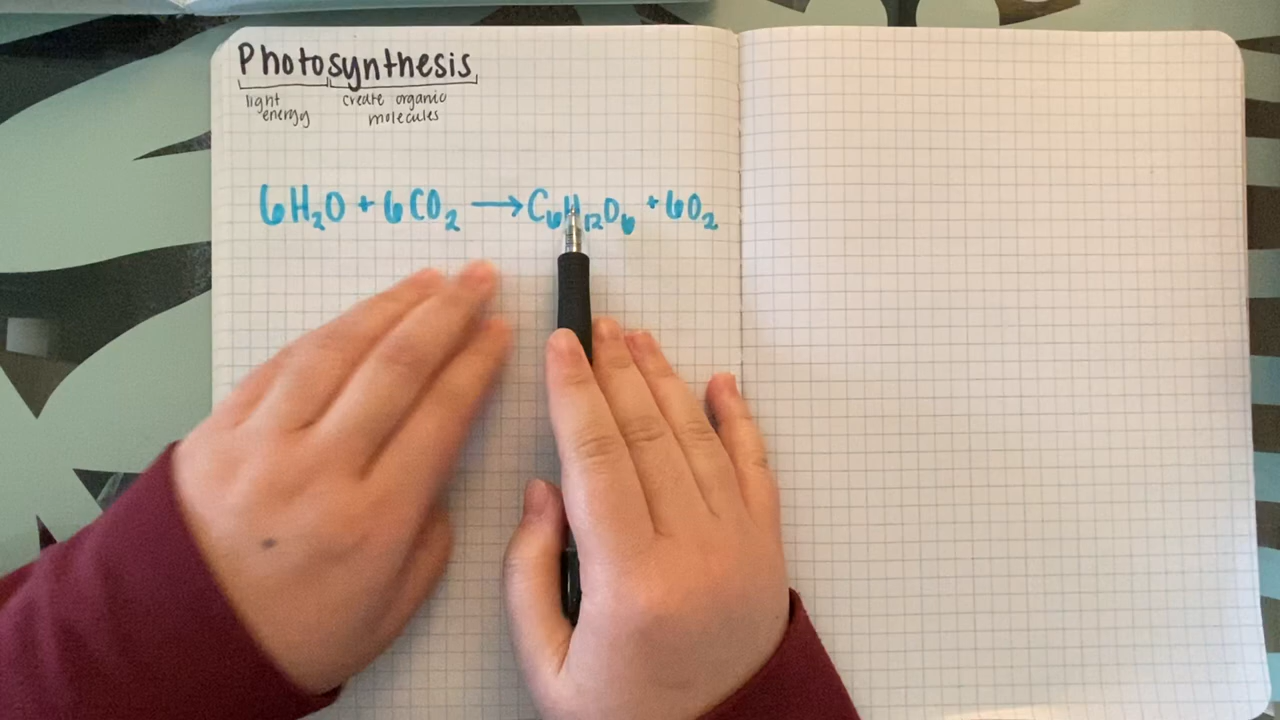 Photosynthesis
light energy
create organic molecules
6H₂O + 6CO₂ → C₆H₁₂O₆ + 6O₂